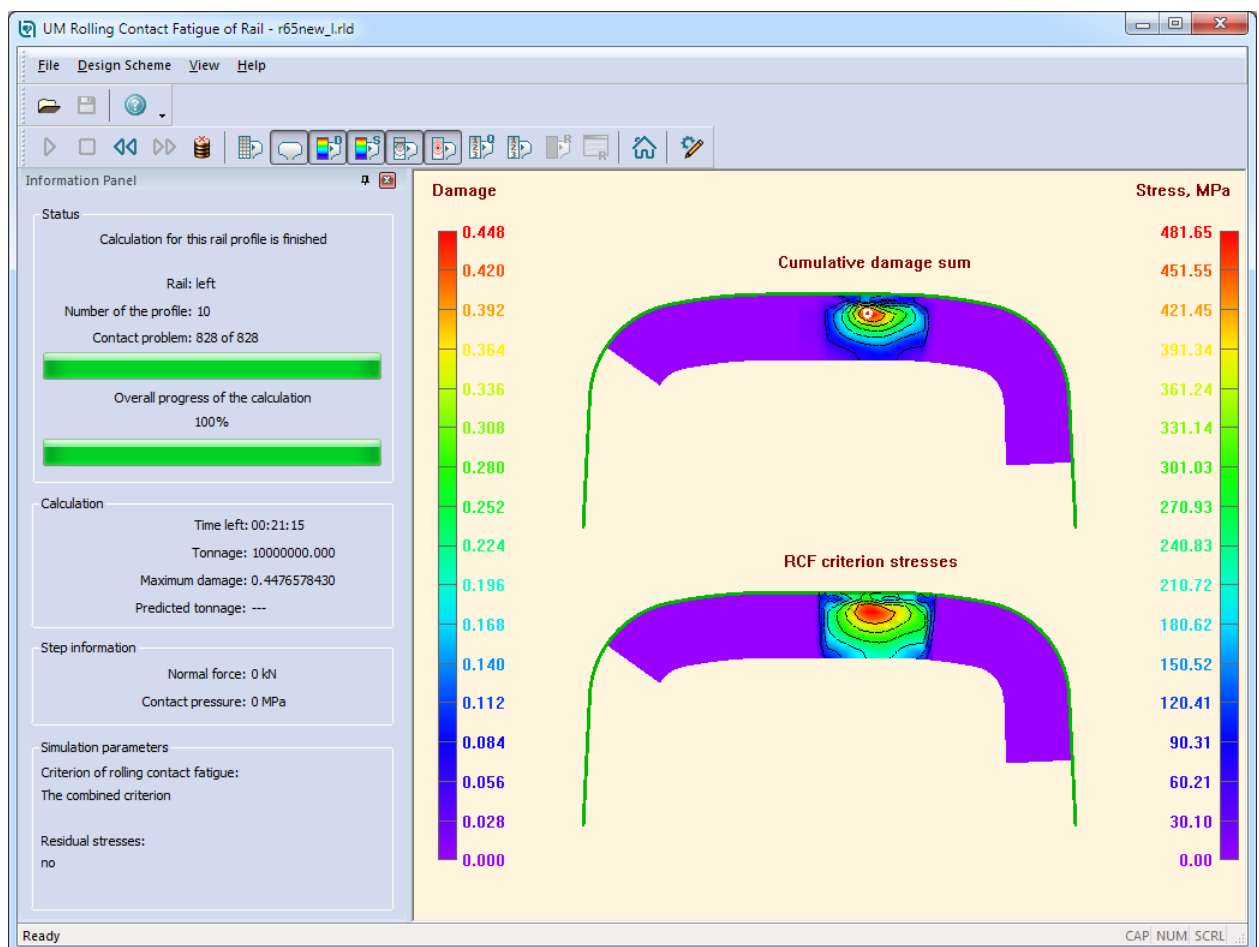 UM Rolling Contact Fatigue of Rail - r65new_l.rld
File Design Scheme View Help
Information Panel
Status
Calculation for this rail profile is finished
Rail: left
Number of the profile: 10
Contact problem: 828 of 828
Overall progress of the calculation
100%
Calculation
Time left: 00:21:15
Tonnage: 10000000.000
Maximum damage: 0.4476578430
Predicted tonnage: ---
Step information
Normal force: 0 kN
Contact pressure: 0 MPa
Simulation parameters
Criterion of rolling contact fatigue:
The combined criterion
Residual stresses:
no
Damage
0.448
0.420
0.392
0.364
0.336
0.308
0.280
0.252
0.224
0.196
0.168
0.140
0.112
0.084
0.056
0.028
0.000
Cumulative damage sum
RCF criterion stresses
Stress, MPa
481.65
451.55
421.45
391.34
361.24
331.14
301.03
270.93
240.83
210.72
180.62
150.52
120.41
90.31
60.21
30.10
0.00
Ready
CAP NUM SCRL